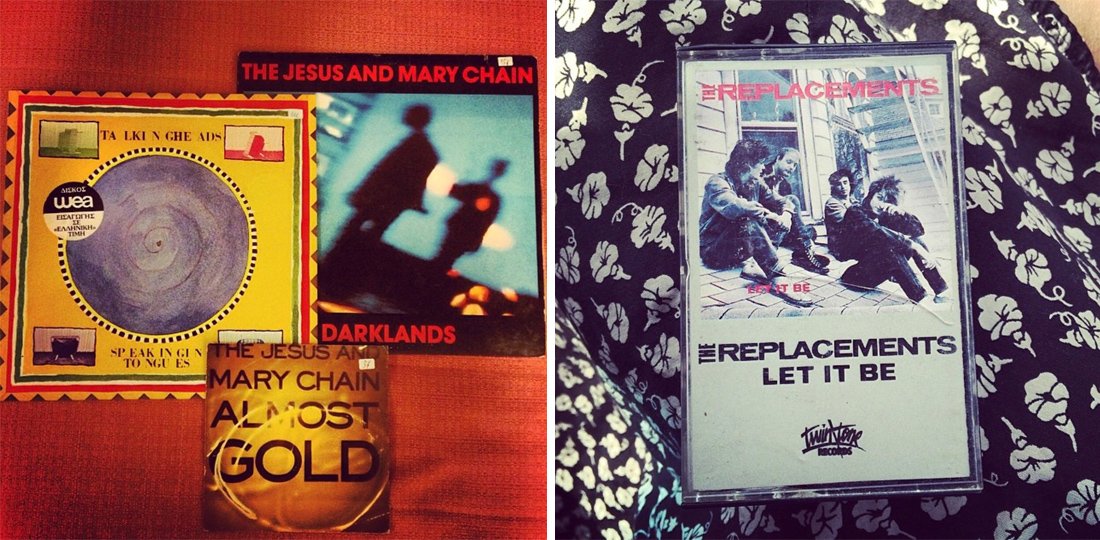 THE JESUS AND MARY CHAIN
DARKLANDS
TA LKI N GHE ADS
ΔΙΣΚΟΣ
wea
ΕΙΣΑΓΩΓΗΣ
ΣΕ
«ΕΛΛΗΝΙΚΗ»
ΤΙΜΗ
SP EAK IN GI N
TO NGU ES
THE JESUS AND
MARY CHAIN
ALMOST
GOLD
THE REPLACEMENTS
LET IT BE
THE REPLACEMENTS
LET IT BE
Twin/Tone
RECORDS